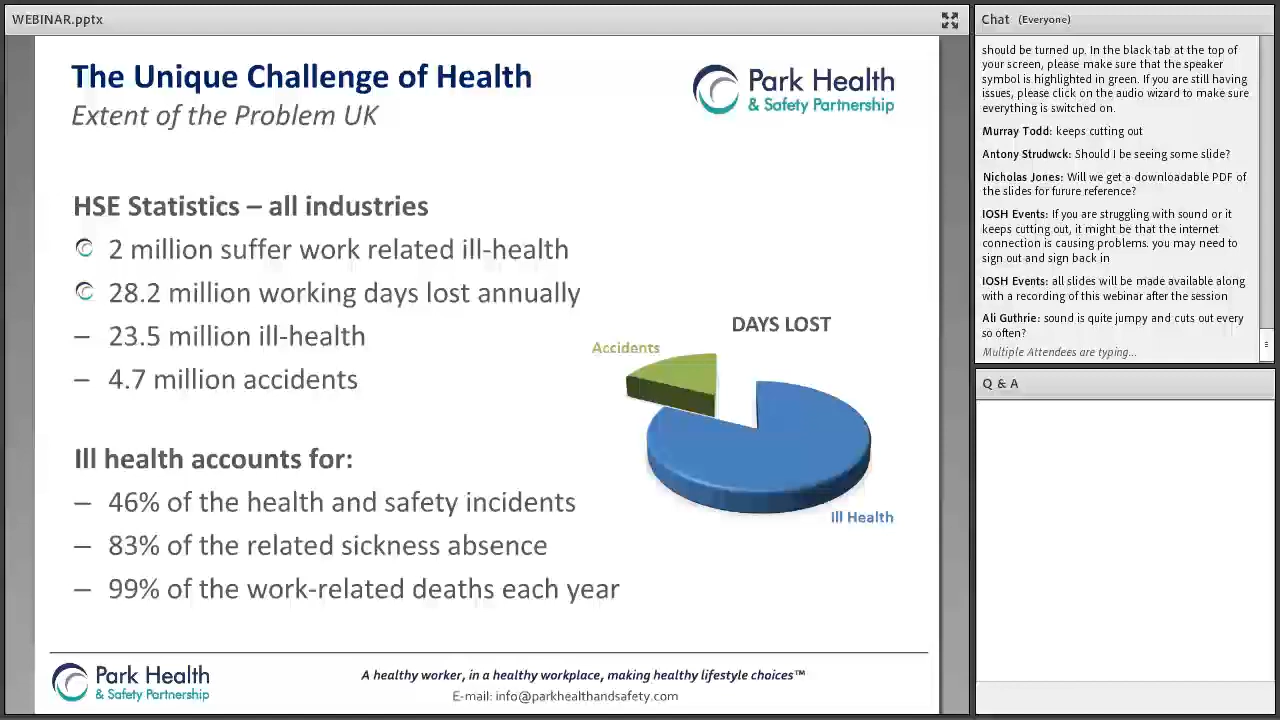 WEBINAR.pptx
The Unique Challenge of Health
Extent of the Problem UK
Park Health
& Safety Partnership
HSE Statistics – all industries
2 million suffer work related ill-health
28.2 million working days lost annually
– 23.5 million ill-health
– 4.7 million accidents
DAYS LOST
Accidents
Ill Health
Ill health accounts for:
– 46% of the health and safety incidents
– 83% of the related sickness absence
– 99% of the work-related deaths each year
Park Health
& Safety Partnership
A healthy worker, in a healthy workplace, making healthy lifestyle choices™
E-mail: info@parkhealthandsafety.com
Chat (Everyone)
should be turned up. In the black tab at the top of
your screen, please make sure that the speaker
symbol is highlighted in green. If you are still having
issues, please click on the audio wizard to make sure
everything is switched on.
Murray Todd: keeps cutting out
Antony Strudwck: Should I be seeing some slide?
Nicholas Jones: Will we get a downloadable PDF of
the slides for furure reference?
IOSH Events: If you are struggling with sound or it
keeps cutting out, it might be that the internet
connection is causing problems. you may need to
sign out and sign back in
IOSH Events: all slides will be made available along
with a recording of this webinar after the session
Ali Guthrie: sound is quite jumpy and cuts out every
so often?
Multiple Attendees are typing...
Q & A